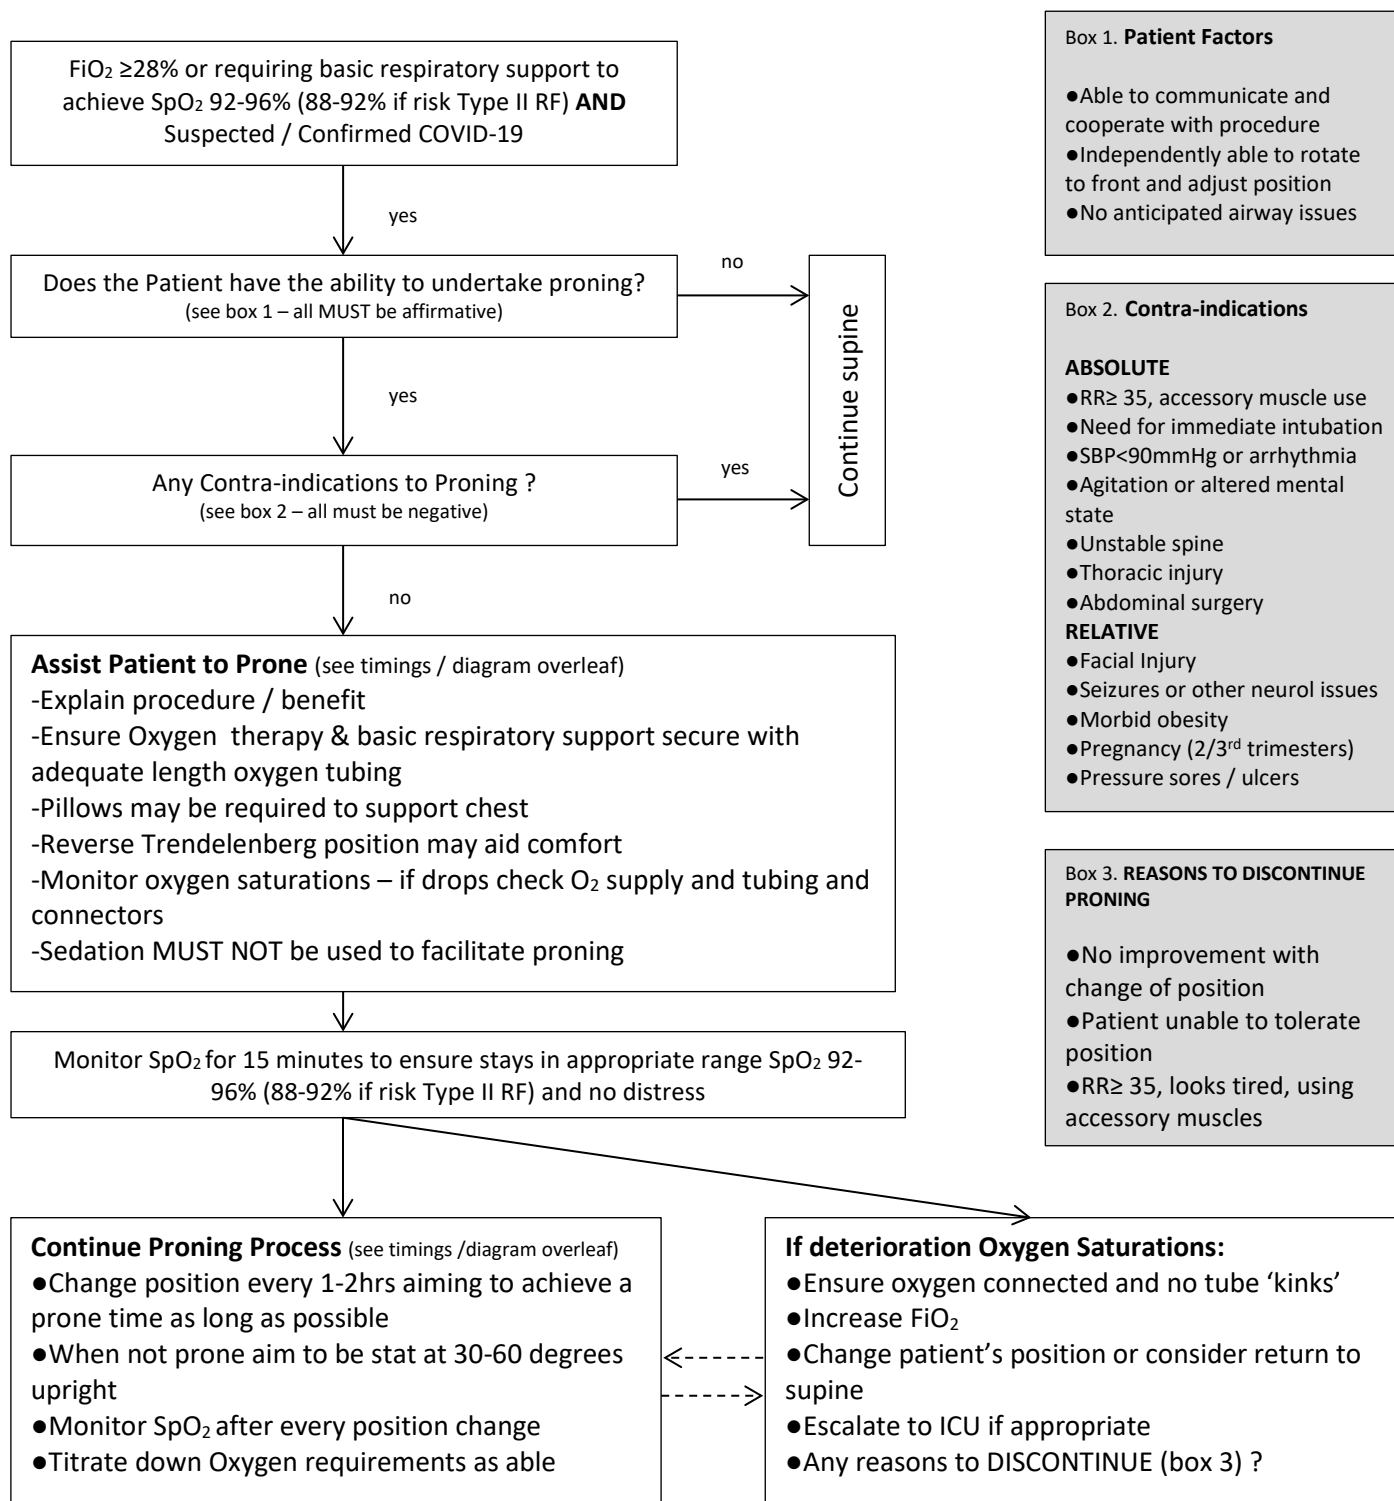 FiO₂ ≥28% or requiring basic respiratory support to
achieve SpO₂ 92-96% (88-92% if risk Type II RF) AND
Suspected / Confirmed COVID-19
yes
Does the Patient have the ability to undertake proning?
(see box 1 – all MUST be affirmative)
no
Continue supine
yes
Any Contra-indications to Proning ?
(see box 2 – all must be negative)
yes
no
Assist Patient to Prone (see timings / diagram overleaf)
-Explain procedure / benefit
-Ensure Oxygen therapy & basic respiratory support secure with
adequate length oxygen tubing
-Pillows may be required to support chest
-Reverse Trendelenberg position may aid comfort
-Monitor oxygen saturations – if drops check O₂ supply and tubing and
connectors
-Sedation MUST NOT be used to facilitate proning
Monitor SpO₂ for 15 minutes to ensure stays in appropriate range SpO₂ 92-
96% (88-92% if risk Type II RF) and no distress
Continue Proning Process (see timings /diagram overleaf)
●Change position every 1-2hrs aiming to achieve a
prone time as long as possible
●When not prone aim to be stat at 30-60 degrees
upright
●Monitor SpO₂ after every position change
●Titrate down Oxygen requirements as able
If deterioration Oxygen Saturations:
●Ensure oxygen connected and no tube ‘kinks’
●Increase FiO₂
●Change patient’s position or consider return to
supine
●Escalate to ICU if appropriate
●Any reasons to DISCONTINUE (box 3) ?
Box 1. Patient Factors
●Able to communicate and
cooperate with procedure
●Independently able to rotate
to front and adjust position
●No anticipated airway issues
Box 2. Contra-indications
ABSOLUTE
●RR≥ 35, accessory muscle use
●Need for immediate intubation
●SBP<90mmHg or arrhythmia
●Agitation or altered mental
state
●Unstable spine
●Thoracic injury
●Abdominal surgery
RELATIVE
●Facial Injury
●Seizures or other neurol issues
●Morbid obesity
●Pregnancy (2/3rd trimesters)
●Pressure sores / ulcers
Box 3. REASONS TO DISCONTINUE
PRONING
●No improvement with
change of position
●Patient unable to tolerate
position
●RR≥ 35, looks tired, using
accessory muscles